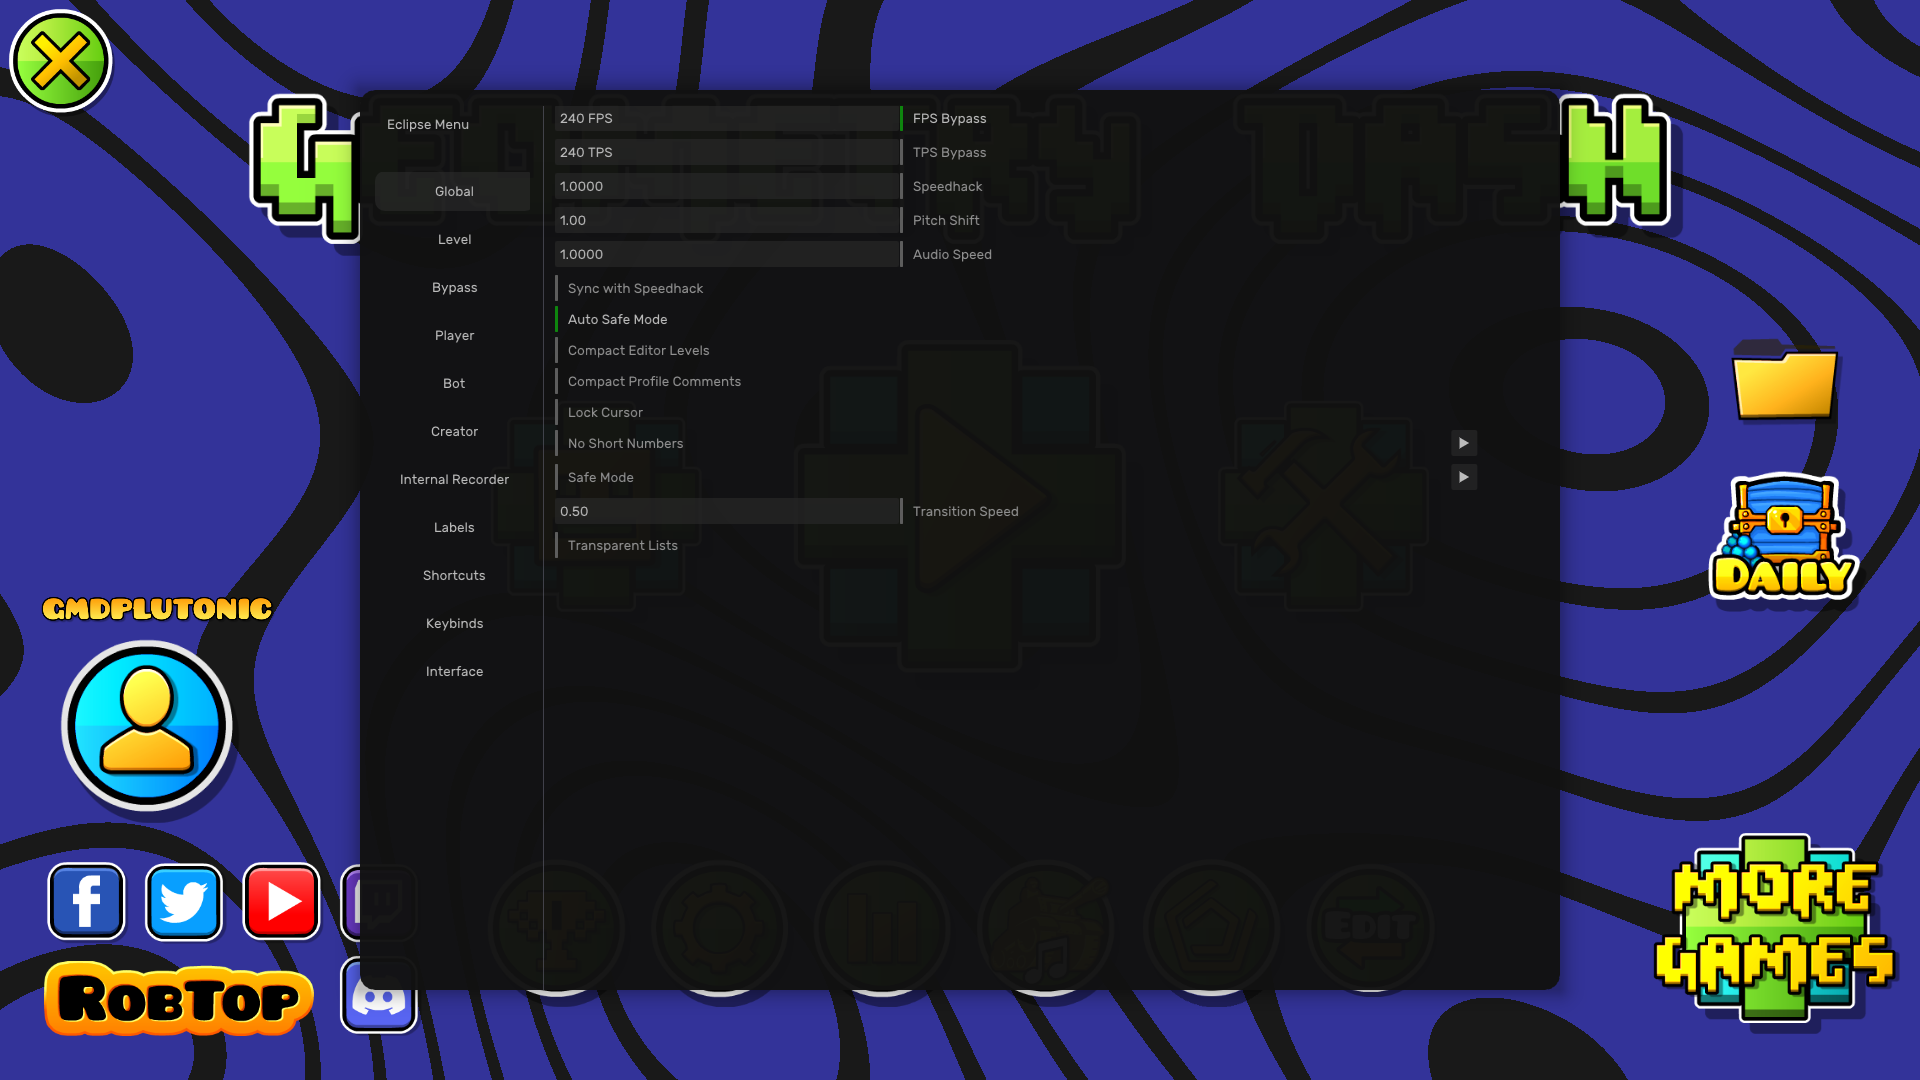 GEOMETRY DASH
Eclipse Menu
Global
Level
Bypass
Player
Bot
Creator
Internal Recorder
Labels
Shortcuts
Keybinds
Interface
240 FPS
FPS Bypass
240 TPS
TPS Bypass
1.0000
Speedhack
1.00
Pitch Shift
1.0000
Audio Speed
Sync with Speedhack
Auto Safe Mode
Compact Editor Levels
Compact Profile Comments
Lock Cursor
No Short Numbers
Safe Mode
0.50
Transition Speed
Transparent Lists
GMDPLUTONIC
ROBTOP
DAILY
EDIT
MORE
GAMES